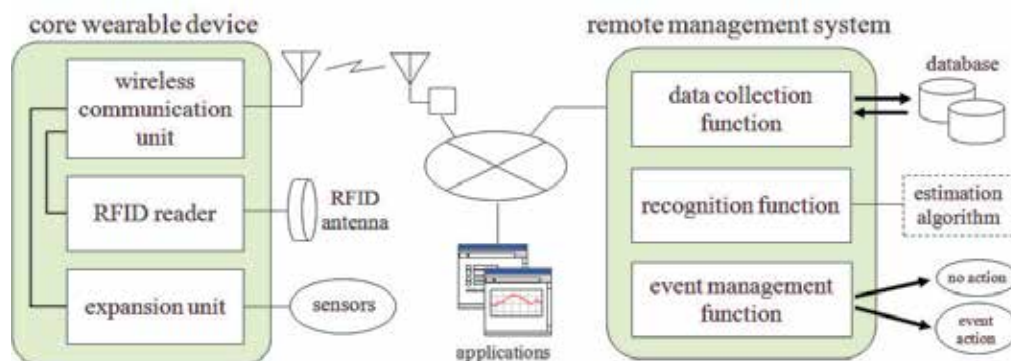 core wearable device
wireless
communication
unit
RFID reader
RFID
antenna
expansion unit
sensors
applications
remote management system
data collection
function
database
recognition function
estimation
algorithm
event management
function
no action
event
action